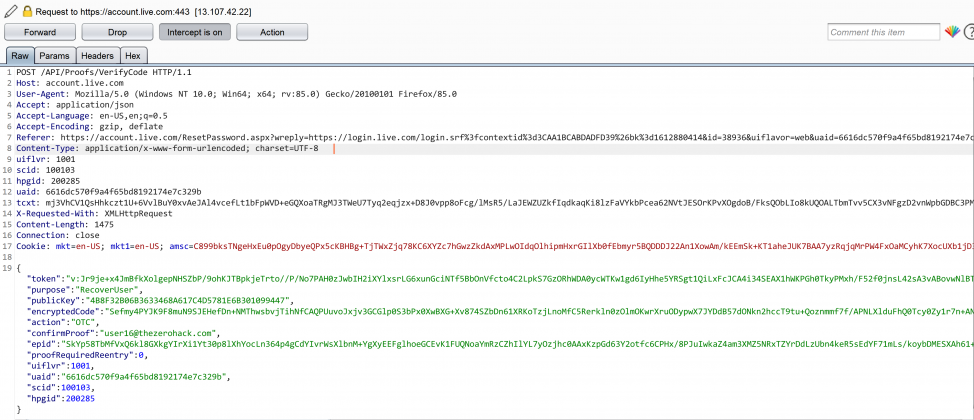 Request to https://account.live.com:443 [13.107.42.22]
Forward Drop Intercept is on Action Comment this item
Raw Params Headers Hex
1 POST /API/Proofs/VerifyCode HTTP/1.1
2 Host: account.live.com
3 User-Agent: Mozilla/5.0 (Windows NT 10.0; Win64; x64; rv:85.0) Gecko/20100101 Firefox/85.0
4 Accept: application/json
5 Accept-Language: en-US,en;q=0.5
6 Accept-Encoding: gzip, deflate
7 Referer: https://account.live.com/ResetPassword.aspx?wreply=https://login.live.com/login.srf%3fcontextid%3d3CAA1BCABDADFD39%26bk%3d1612880414&id=38936&uiflavor=web&uaid=6616dc570f9a4f65bd8192174e7c
8 Content-Type: application/x-www-form-urlencoded; charset=UTF-8
9 uiflvr: 1001
10 scid: 100103
11 hpgid: 200285
12 uaid: 6616dc570f9a4f65bd8192174e7c329b
13 tcxt: mj3VhCV1QsHhkczt1U+6VvlBuY0xvAeJAl4vcefLt1bFpWVD+eGQXoaTRgMJ3TWeU7Tyq2eqjzx+D8J0vpp8oFcg/lMsR5/LaJEWZUZkfIqdkaqKi8lzFaVYkbPcea62NVtJESOrKPvXOgdoB/FksQObLIo8kUQOALTbmTvv5CX3vNFgzD2vnWpbGDBC3PM
14 X-Requested-With: XMLHttpRequest
15 Content-Length: 1475
16 Connection: close
17 Cookie: mkt=en-US; mkt1=en-US; amsc=C899bksTNgeHxEu0pOgyDbyeQPx5cKBHBg+TjTWxZjq78KC6XYZc7hGwzZkdAxMPLwOIdqOlhipmHxrGIlXb0fEbmyr5BQDDDJ22An1XowAm/kEEmSk+KT1aheJUK7BAA7yzRqjqMrPW4FxOaMCyhK7XocUXb1jD
18
19 {
"token":"v:Jr9je+x4JmBfkXolgepNHSZbP/9ohKJTBpkjeTrto//P/No7PAH0zJwbIH2iXYlxsrLG6xunGciNTf5BbOnVfcto4C2LpkS7GzORhWDA0ycWTKw1gd6IyHhe5YRSgt1QiLxFcJCA4i34SEAX1hWKPGh0TkyPMxh/F52f0jnsL42sA3vABovwNlBT
"purpose":"RecoverUser",
"publicKey":"4B8F32B06B3633468A617C4D5781E6B301099447",
"encryptedCode":"Sefmy4PYJK9F8muN9SJEHefDn+NMThwsbvjTihNfCAQPUuvoJxjv3GCGlp0S3bPx0XwBXG+Xv874SZbDn61XRKoTzjLnoMfC5Rerkln0zOlmOKwrXruODypwX7JYDdB57dONkn2hccT9tu+Qoznmmf7f/APNLXlduFhQ0Tcy0Zy1r7n+AN
"action":"OTC",
"confirmProof":"user16@thezerohack.com",
"epid":"SkYp58TbMfVxQ6kl8GXkgYIrXi1Yt30p8lXhYocLn364p4gCdYIvrWsXlbnM+YgXyEEFglhoeGCEvK1FUQNoaYmRzCZhIlYL7yOzjhc0AAxKzpGd63Y2otfc6CPHx/8PJuIwkaZ4am3XMZ5NRxTZYrDdLzUbn4keR5sEdYF71mLs/koybDMESXAh61+
"proofRequiredReentry":0,
"uiflvr":1001,
"uaid":"6616dc570f9a4f65bd8192174e7c329b",
"scid":100103,
"hpgid":200285
}